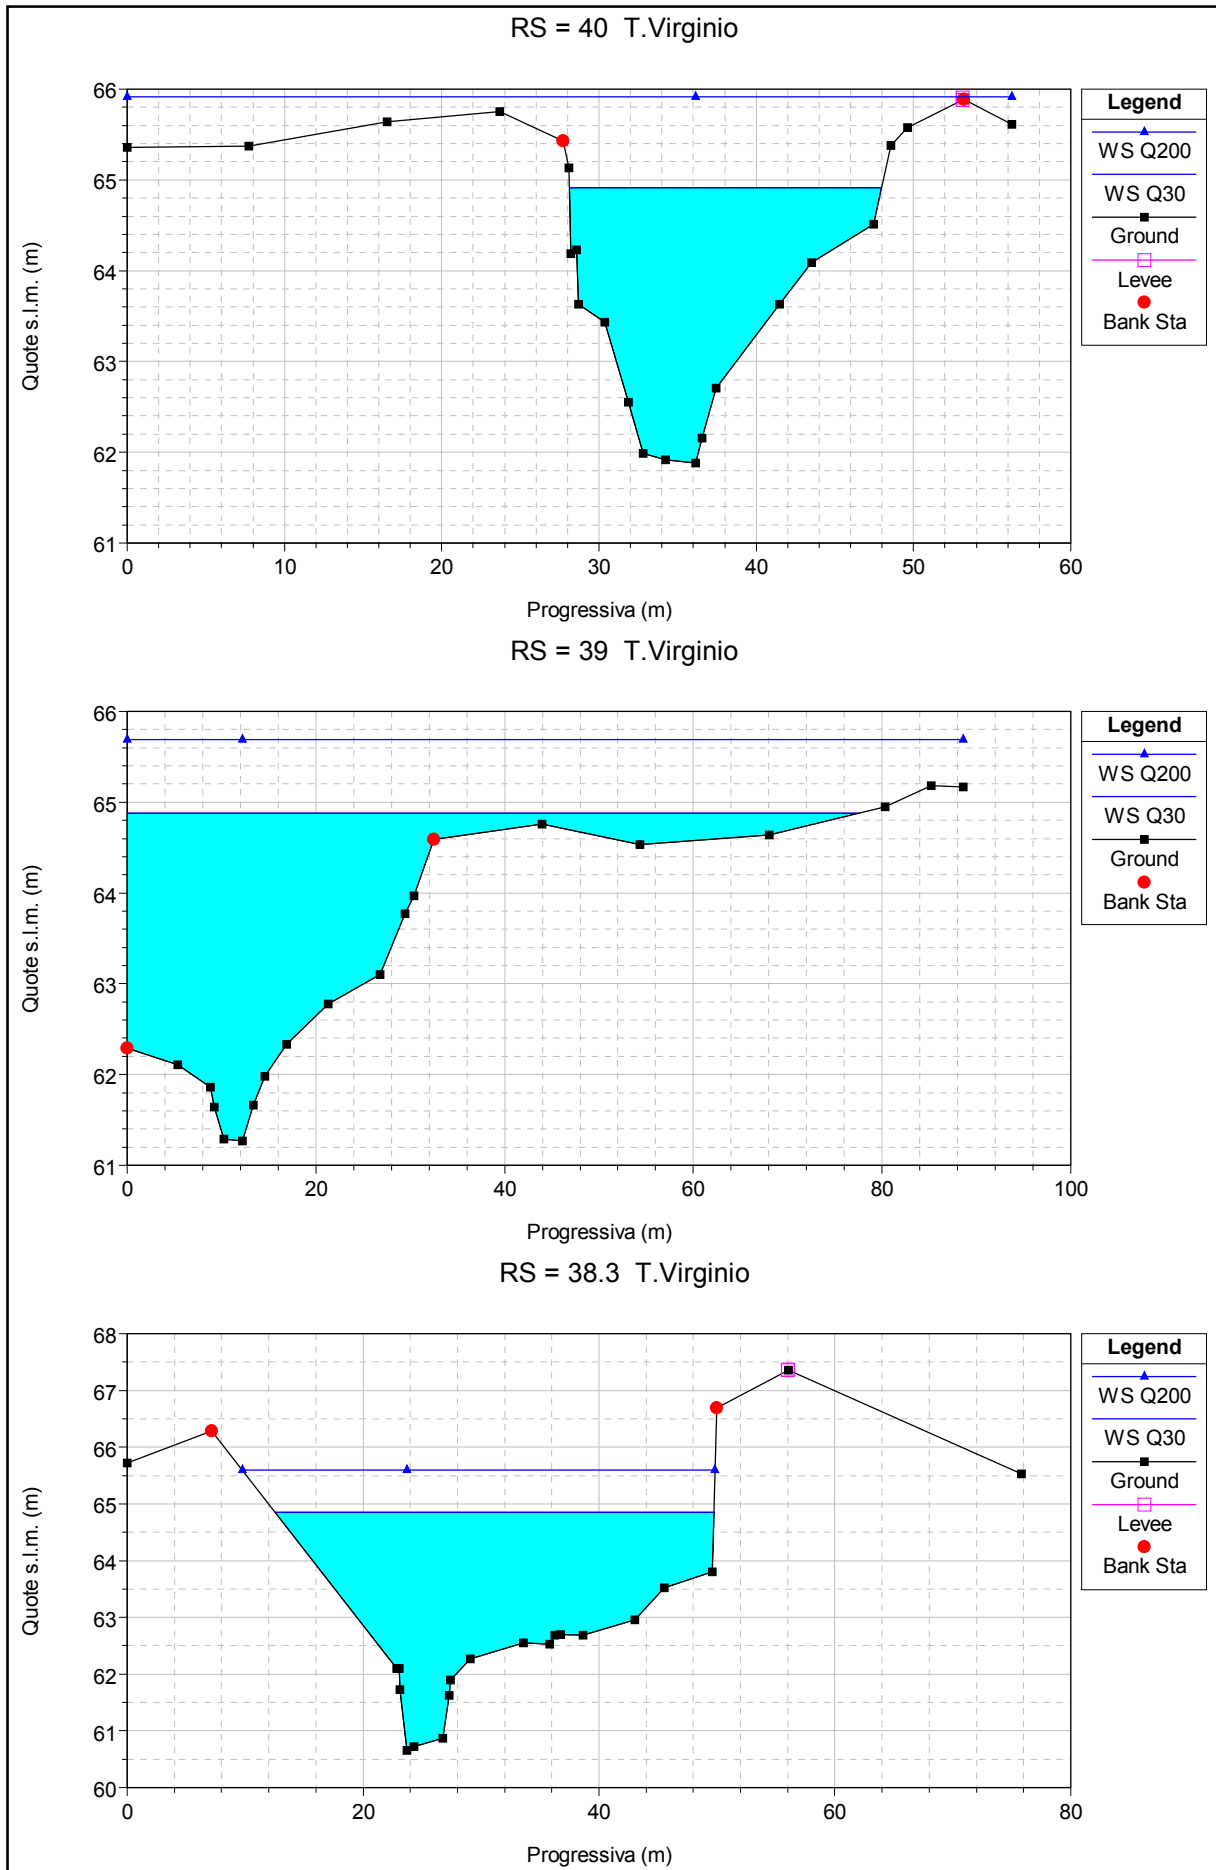 RS = 40 T.Virginio
66
65
64
63
62
61
0 10 20 30 40 50 60
Quote s.l.m. (m)
Progressiva (m)
Legend
WS Q200
WS Q30
Ground
Levee
Bank Sta
RS = 39 T.Virginio
66
65
64
63
62
61
0 20 40 60 80 100
Quote s.l.m. (m)
Progressiva (m)
Legend
WS Q200
WS Q30
Ground
Bank Sta
RS = 38.3 T.Virginio
68
67
66
65
64
63
62
61
60
0 20 40 60 80
Quote s.l.m. (m)
Progressiva (m)
Legend
WS Q200
WS Q30
Ground
Levee
Bank Sta